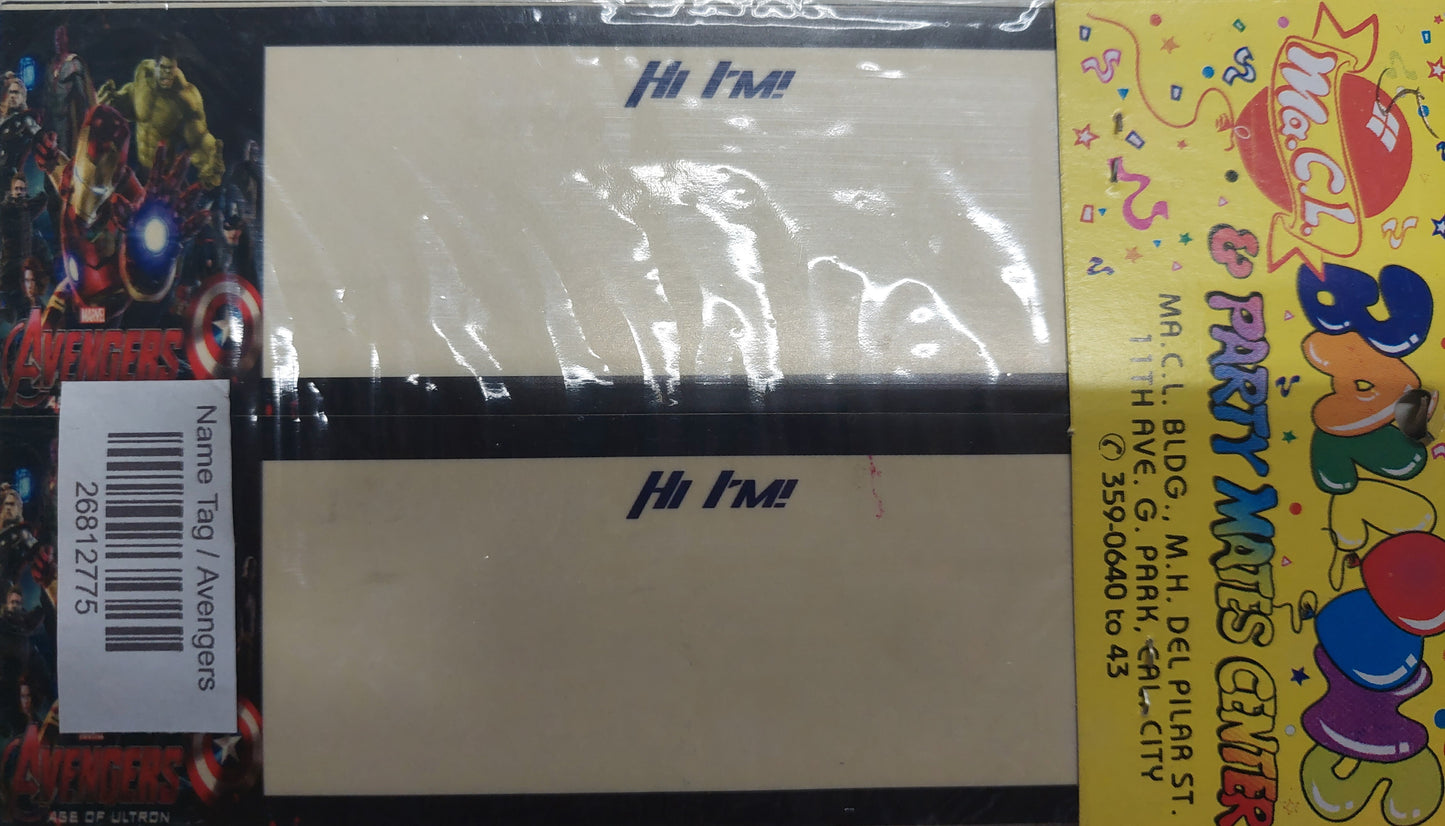 Hi I'm!
MARVEL
AVENGERS
Name Tag / Avengers
26812775
Hi I'm!
AVENGERS
AGE OF ULTRON
Ma.C.L.
BALLOONS
& PARTY MATES CENTER
MA.C.L. BLDG., M.H. DEL PILAR ST.
11TH AVE. G. PARK, CAL. CITY
✆ 359-0640 to 43